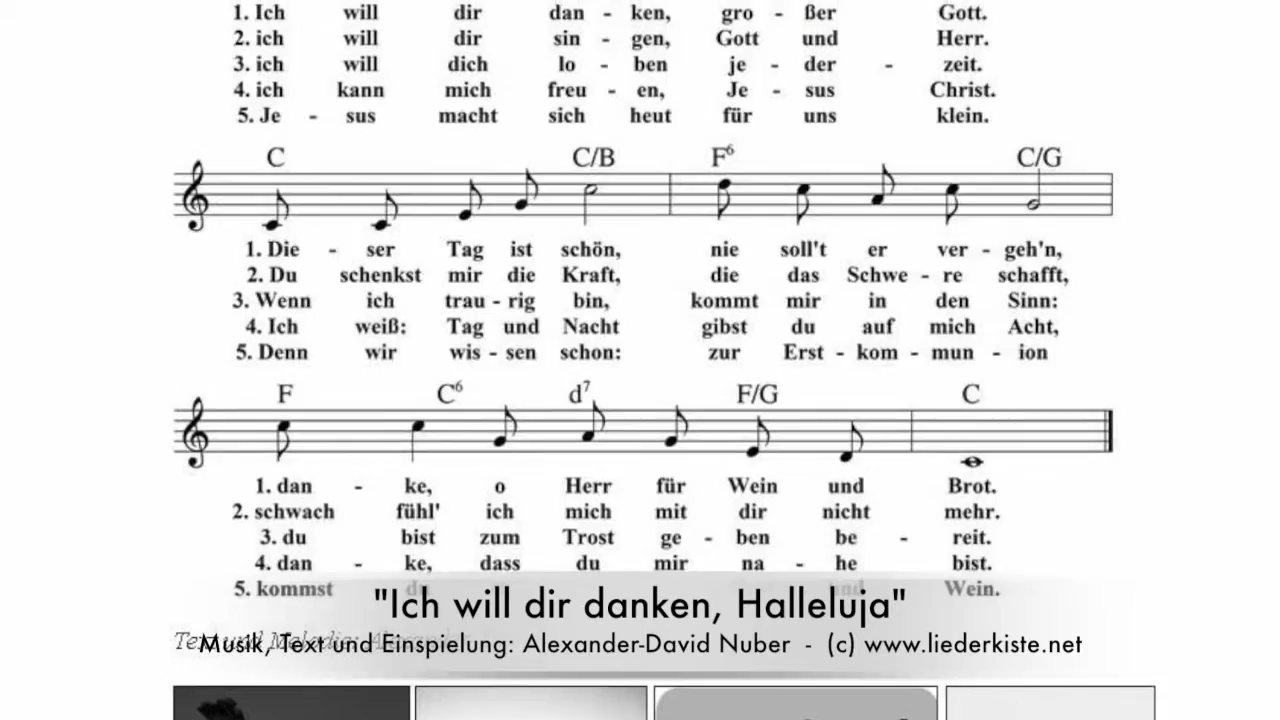 1. Ich will dir dan - ken, gro - ßer Gott.
2. ich will dir sin - gen, Gott und Herr.
3. ich will dich lo - ben je - der - zeit.
4. ich kann mich freu - en, Je - sus Christ.
5. Je - sus macht sich heut für uns klein.
C C/B F6 C/G
1. Die - ser Tag ist schön, nie soll't er ver - geh'n,
2. Du schenkst mir die Kraft, die das Schwe - re schafft,
3. Wenn ich trau - rig bin, kommt mir in den Sinn:
4. Ich weiß: Tag und Nacht gibst du auf mich Acht,
5. Denn wir wis - sen schon: zur Erst - kom - mun - ion
F C6 d7 F/G C
1. dan - ke, o Herr für Wein und Brot.
2. schwach fühl' ich mich mit dir nicht mehr.
3. du bist zum Trost ge - ben be - reit.
4. dan - ke, dass du mir na - he bist.
5. kommst du und Wein.
"Ich will dir danken, Halleluja"
Text und Melodie:
Musik, Text und Einspielung: Alexander-David Nuber - (c) www.liederkiste.net